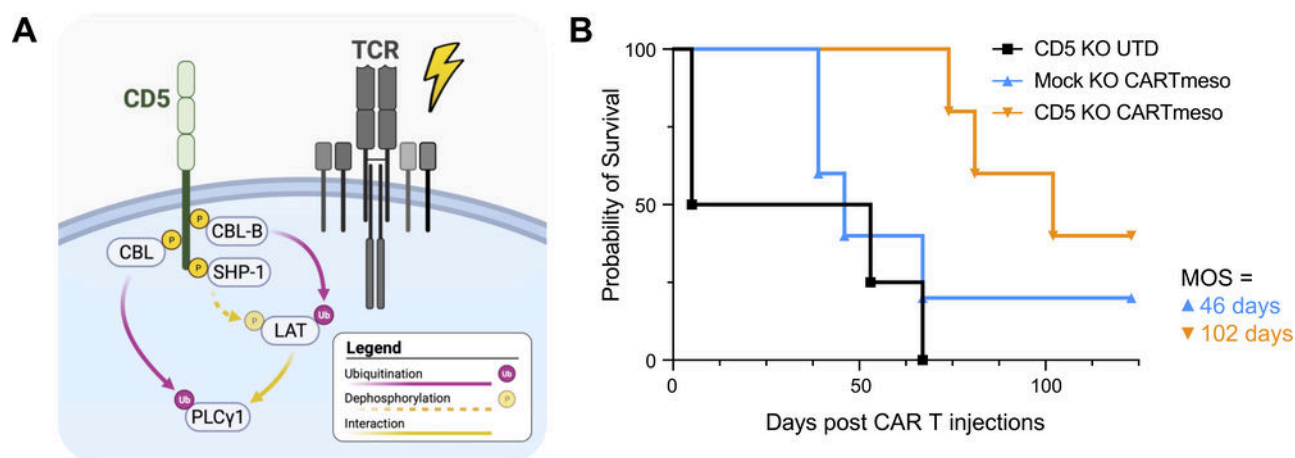 A
CD5
TCR
P
CBL-B
CBL
P
P
SHP-1
P
LAT
Ub
Ub
PLCγ1
Legend
Ubiquitination
Ub
Dephosphorylation
P
Interaction
B
Probability of Survival
100
50
0
0
50
100
Days post CAR T injections
CD5 KO UTD
Mock KO CARTmeso
CD5 KO CARTmeso
MOS =
46 days
102 days